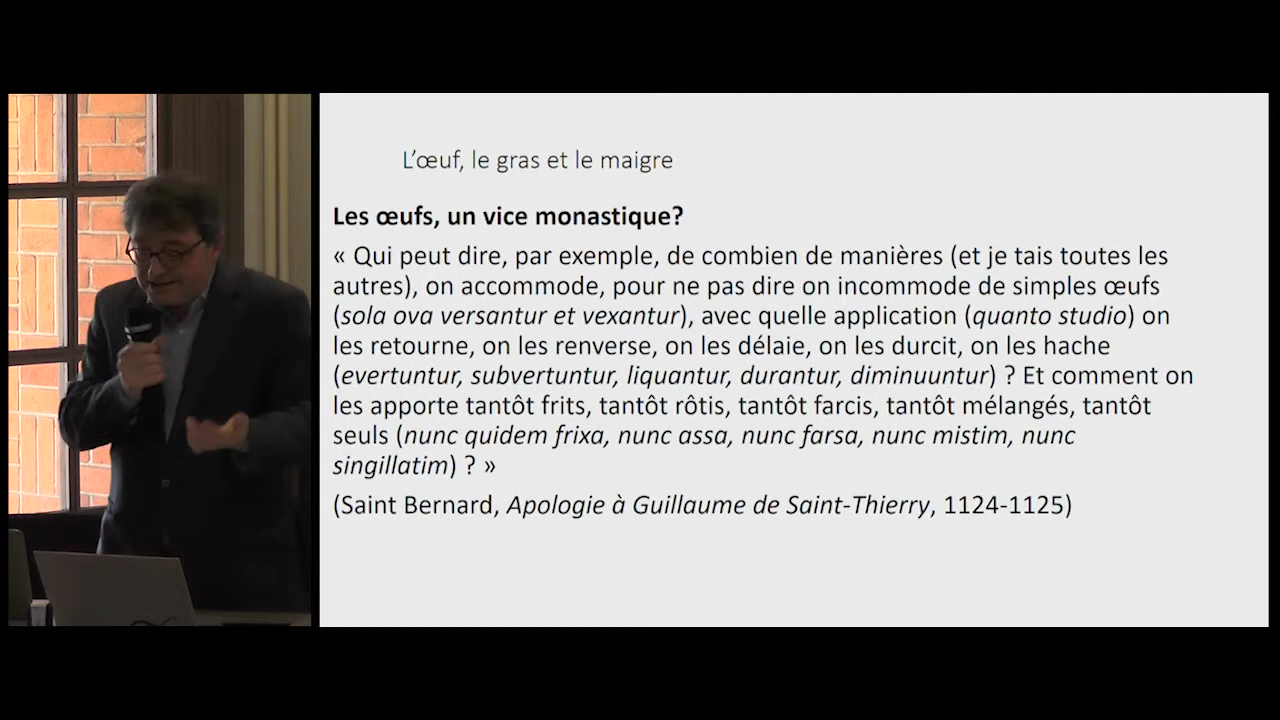 L'œuf, le gras et le maigre
Les œufs, un vice monastique?
« Qui peut dire, par exemple, de combien de manières (et je tais toutes les
autres), on accommode, pour ne pas dire on incommode de simples œufs
(sola ova versantur et vexantur), avec quelle application (quanto studio) on
les retourne, on les renverse, on les délaie, on les durcit, on les hache
(evertuntur, subvertuntur, liquantur, durantur, diminuuntur) ? Et comment on
les apporte tantôt frits, tantôt rôtis, tantôt farcis, tantôt mélangés, tantôt
seuls (nunc quidem frixa, nunc assa, nunc farsa, nunc mistim, nunc
singillatim) ? »
(Saint Bernard, Apologie à Guillaume de Saint-Thierry, 1124-1125)